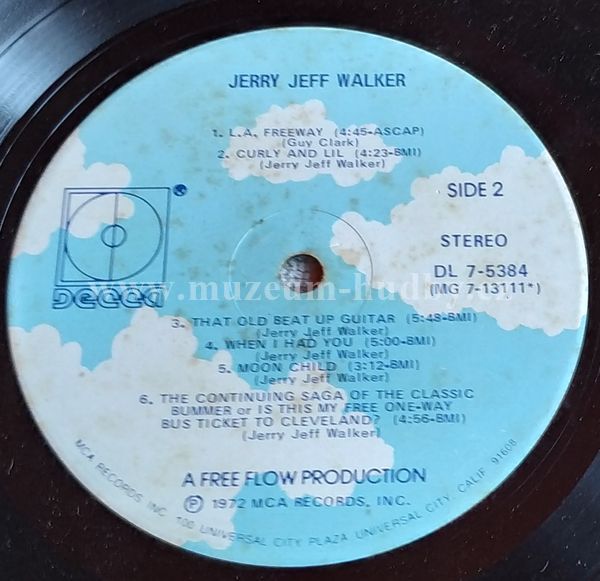 JERRY JEFF WALKER
1. L.A. FREEWAY (4:45-ASCAP)
(Guy Clark)
2. CURLY AND LIL (4:23-BMI)
(Jerry Jeff Walker)
SIDE 2
STEREO
DL 7-5384
(MG 7-13111*)
DECCA
www.muzeum-hudby.cz
3. THAT OLD BEAT UP GUITAR (5:48-BMI)
(Jerry Jeff Walker)
4. WHEN I HAD YOU (5:00-BMI)
(Jerry Jeff Walker)
5. MOON CHILD (3:12-BMI)
(Jerry Jeff Walker)
6. THE CONTINUING SAGA OF THE CLASSIC
BUMMER or IS THIS MY FREE ONE-WAY
BUS TICKET TO CLEVELAND? (4:56-BMI)
(Jerry Jeff Walker)
A FREE FLOW PRODUCTION
℗ 1972 MCA RECORDS, INC.
MCA RECORDS, INC. 100 UNIVERSAL CITY PLAZA UNIVERSAL CITY, CALIF. 91608